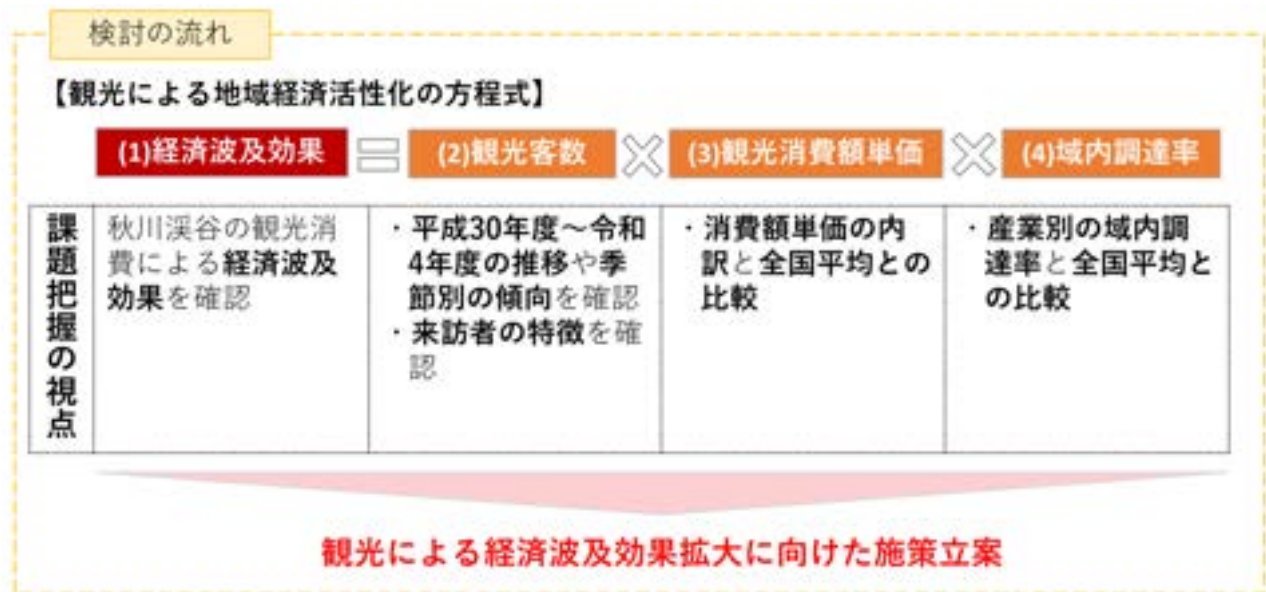 検討の流れ
【観光による地域経済活性化の方程式】
(1)経済波及効果 = (2)観光客数 × (3)観光消費額単価 × (4)域内調達率
課題把握の視点
秋川渓谷の観光消
費による経済波及
効果を確認
・平成30年度～令和
4年度の推移や季
節別の傾向を確認
・来訪者の特徴を確
認
・消費額単価の内
訳と全国平均との
比較
・産業別の域内調
達率と全国平均と
の比較
観光による経済波及効果拡大に向けた施策立案